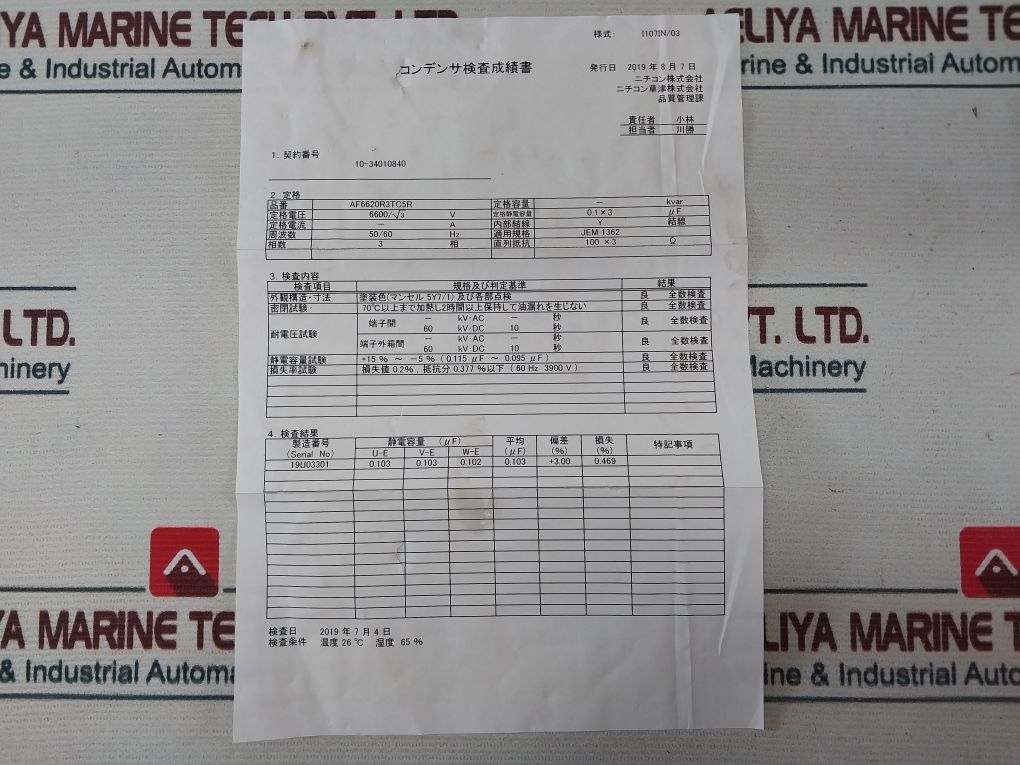 様式: I107IN/03
コンデンサ検査成績書
発行日 2019 年 8 月 7 日
ニチコン株式会社
ニチコン草津株式会社
品質管理課
責任者 小林
担当者 川勝
1. 契約番号
10-34010840
2. 定格
品番 AF6620R3TC5R 定格容量 − kvar
定格電圧 6600/√3 V 定格静電容量 0.1×3 μF
定格電流 − A 内部結線 Y 結線
周波数 50/60 Hz 適用規格 JEM 1362
相数 3 相 直列抵抗 100 ×3 Ω
3. 検査内容
検査項目 規格及び判定基準 結果
外観構造・寸法 塗装色(マンセル 5Y7/1) 及び各部点検 良 全数検査
密閉試験 70℃以上まで加熱し2時間以上保持して油漏れを生じない 良 全数検査
耐電圧試験 端子間 − kV·AC − 秒 良 全数検査
60 kV·DC 10 秒
端子外箱間 − kV·AC − 秒 良 全数検査
60 kV·DC 10 秒
静電容量試験 +15 % ～ −5 % ( 0.115 μF ～ 0.095 μF ) 良 全数検査
損失率試験 損失値 0.2% , 抵抗分 0.377 %以下 ( 60 Hz 3900 V ) 良 全数検査
4. 検査結果
製造番号 (Serial No) 静電容量 (μF) 平均 (μF) 偏差 (%) 損失 (%) 特記事項
U−E V−E W−E
19U03301 0.103 0.103 0.102 0.103 +3.00 0.469
検査日 2019 年 7 月 4 日
検査条件 温度 26 ℃ 湿度 65 %
IYA MARINE TECH PVT. LTD.
e & Industrial Autom
AELIYA MARINE TECH
rine & Industrial Auto
T. LTD.
hinery
VT. LTD.
Machinery
YA MARINE TE
& Industrial Automa
AELIYA MARINE TE
ne & Industrial Autom